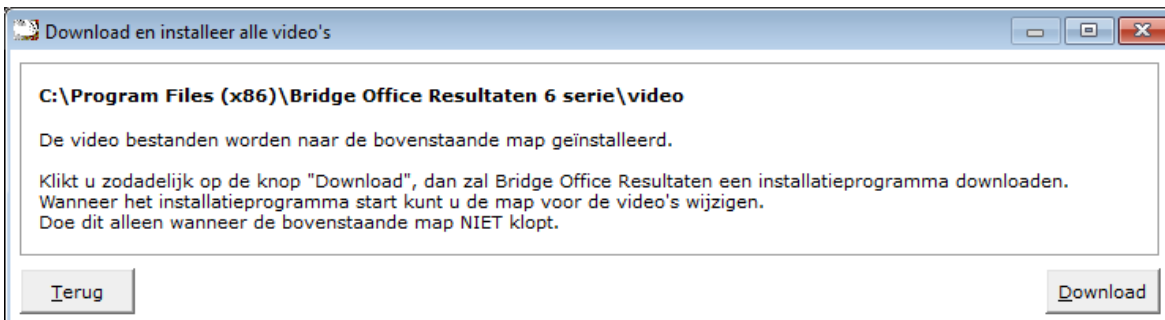 Download en installeer alle video's
C:\Program Files (x86)\Bridge Office Resultaten 6 serie\video
De video bestanden worden naar de bovenstaande map geïnstalleerd.
Klikt u zodadelijk op de knop "Download", dan zal Bridge Office Resultaten een installatieprogramma downloaden.
Wanneer het installatieprogramma start kunt u de map voor de video's wijzigen.
Doe dit alleen wanneer de bovenstaande map NIET klopt.
Terug
Download